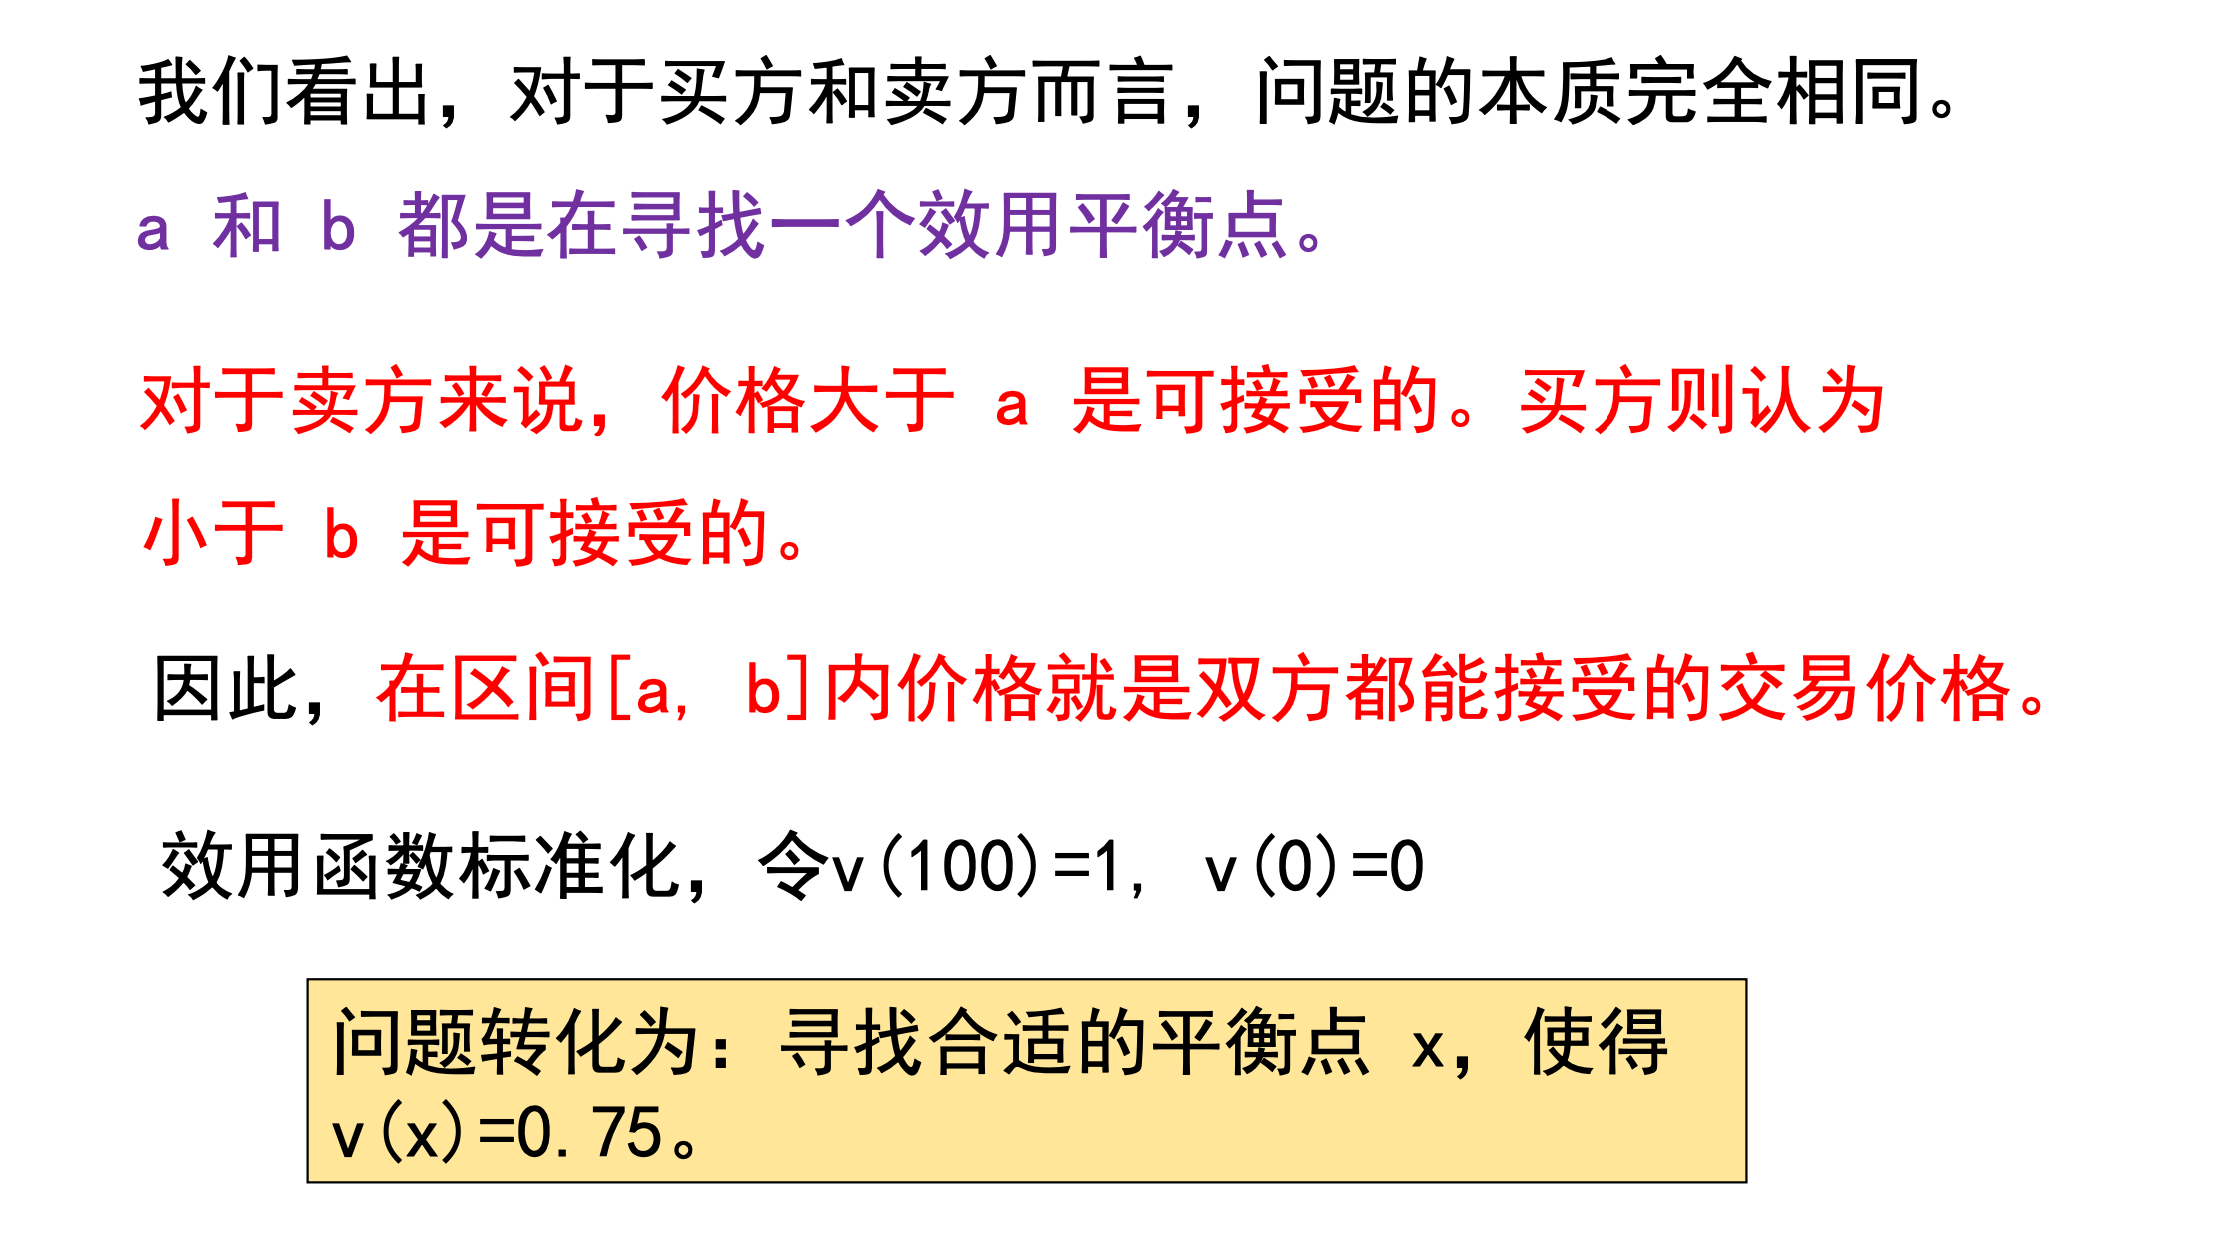 我们看出，对于买方和卖方而言，问题的本质完全相同。
a 和 b 都是在寻找一个效用平衡点。
对于卖方来说，价格大于 a 是可接受的。买方则认为
小于 b 是可接受的。
因此，在区间[a, b]内价格就是双方都能接受的交易价格。
效用函数标准化，令v(100)=1, v(0)=0
问题转化为：寻找合适的平衡点 x，使得
v(x)=0.75。